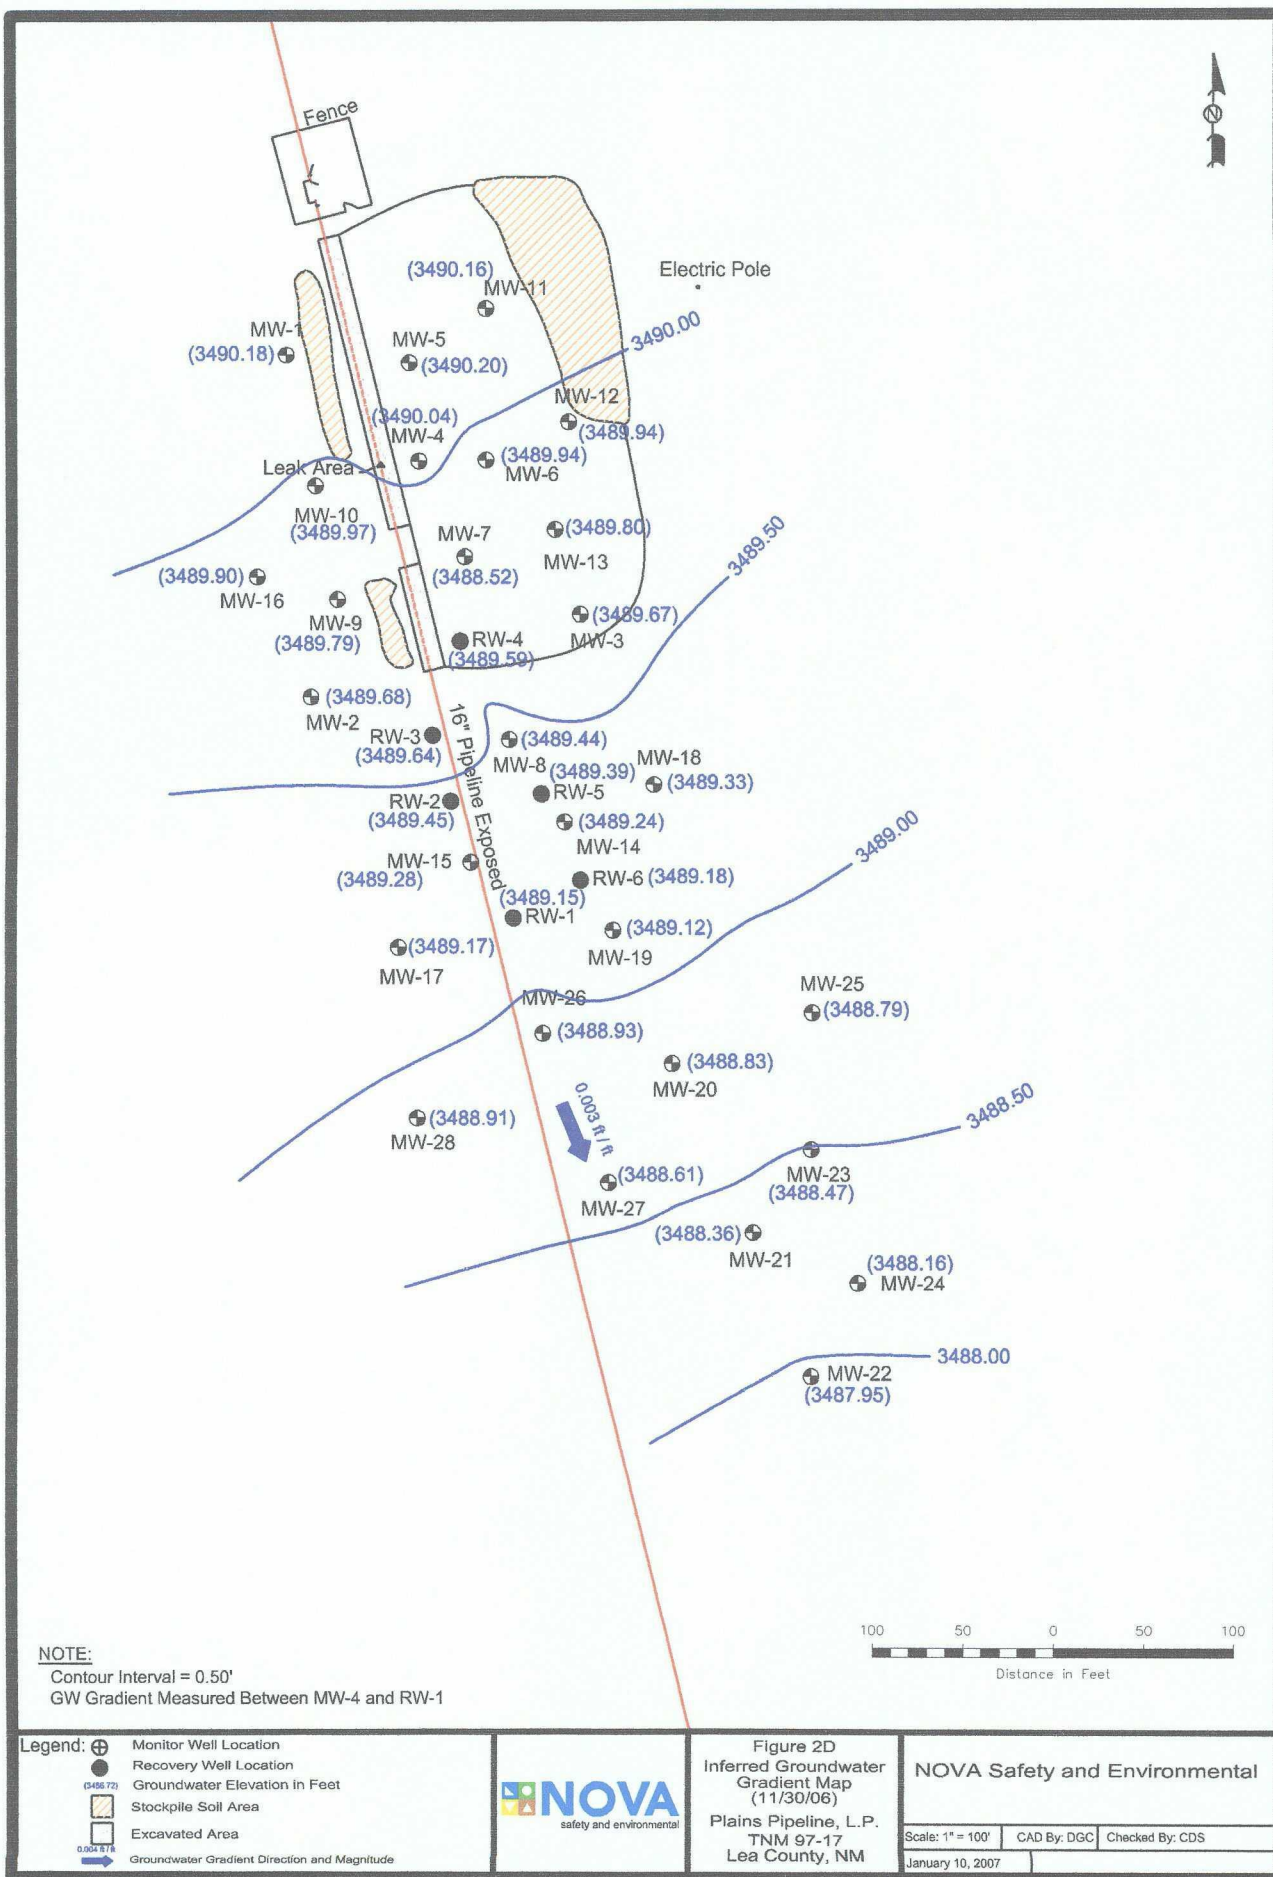 Fence
N
Electric Pole
(3490.16)
MW-11
MW-1
(3490.18)
MW-5
(3490.20)
3490.00
(3490.04)
MW-4
MW-12
(3489.94)
(3489.94)
MW-6
Leak Area
MW-10
(3489.97)
(3489.80)
MW-13
MW-7
(3488.52)
3489.50
(3489.90)
MW-16
MW-9
(3489.79)
(3489.67)
MW-3
RW-4
(3489.59)
(3489.68)
MW-2
RW-3
(3489.64)
16" Pipeline Exposed
(3489.44)
MW-8
(3489.39)
RW-5
MW-18
(3489.33)
RW-2
(3489.45)
(3489.24)
MW-14
3489.00
MW-15
(3489.28)
RW-6 (3489.18)
(3489.15)
RW-1
(3489.12)
MW-19
(3489.17)
MW-17
MW-26
(3488.93)
MW-25
(3488.79)
(3488.83)
MW-20
0.003 ft / ft
(3488.91)
MW-28
3488.50
(3488.61)
MW-27
MW-23
(3488.47)
(3488.36)
MW-21
(3488.16)
MW-24
3488.00
MW-22
(3487.95)
100 50 0 50 100
Distance in Feet
NOTE:
Contour Interval = 0.50'
GW Gradient Measured Between MW-4 and RW-1
Legend:
Monitor Well Location
Recovery Well Location
(3486.72) Groundwater Elevation in Feet
Stockpile Soil Area
Excavated Area
0.004 ft / ft
Groundwater Gradient Direction and Magnitude
NOVA
safety and environmental
Figure 2D
Inferred Groundwater
Gradient Map
(11/30/06)
Plains Pipeline, L.P.
TNM 97-17
Lea County, NM
NOVA Safety and Environmental
Scale: 1" = 100' CAD By: DGC Checked By: CDS
January 10, 2007